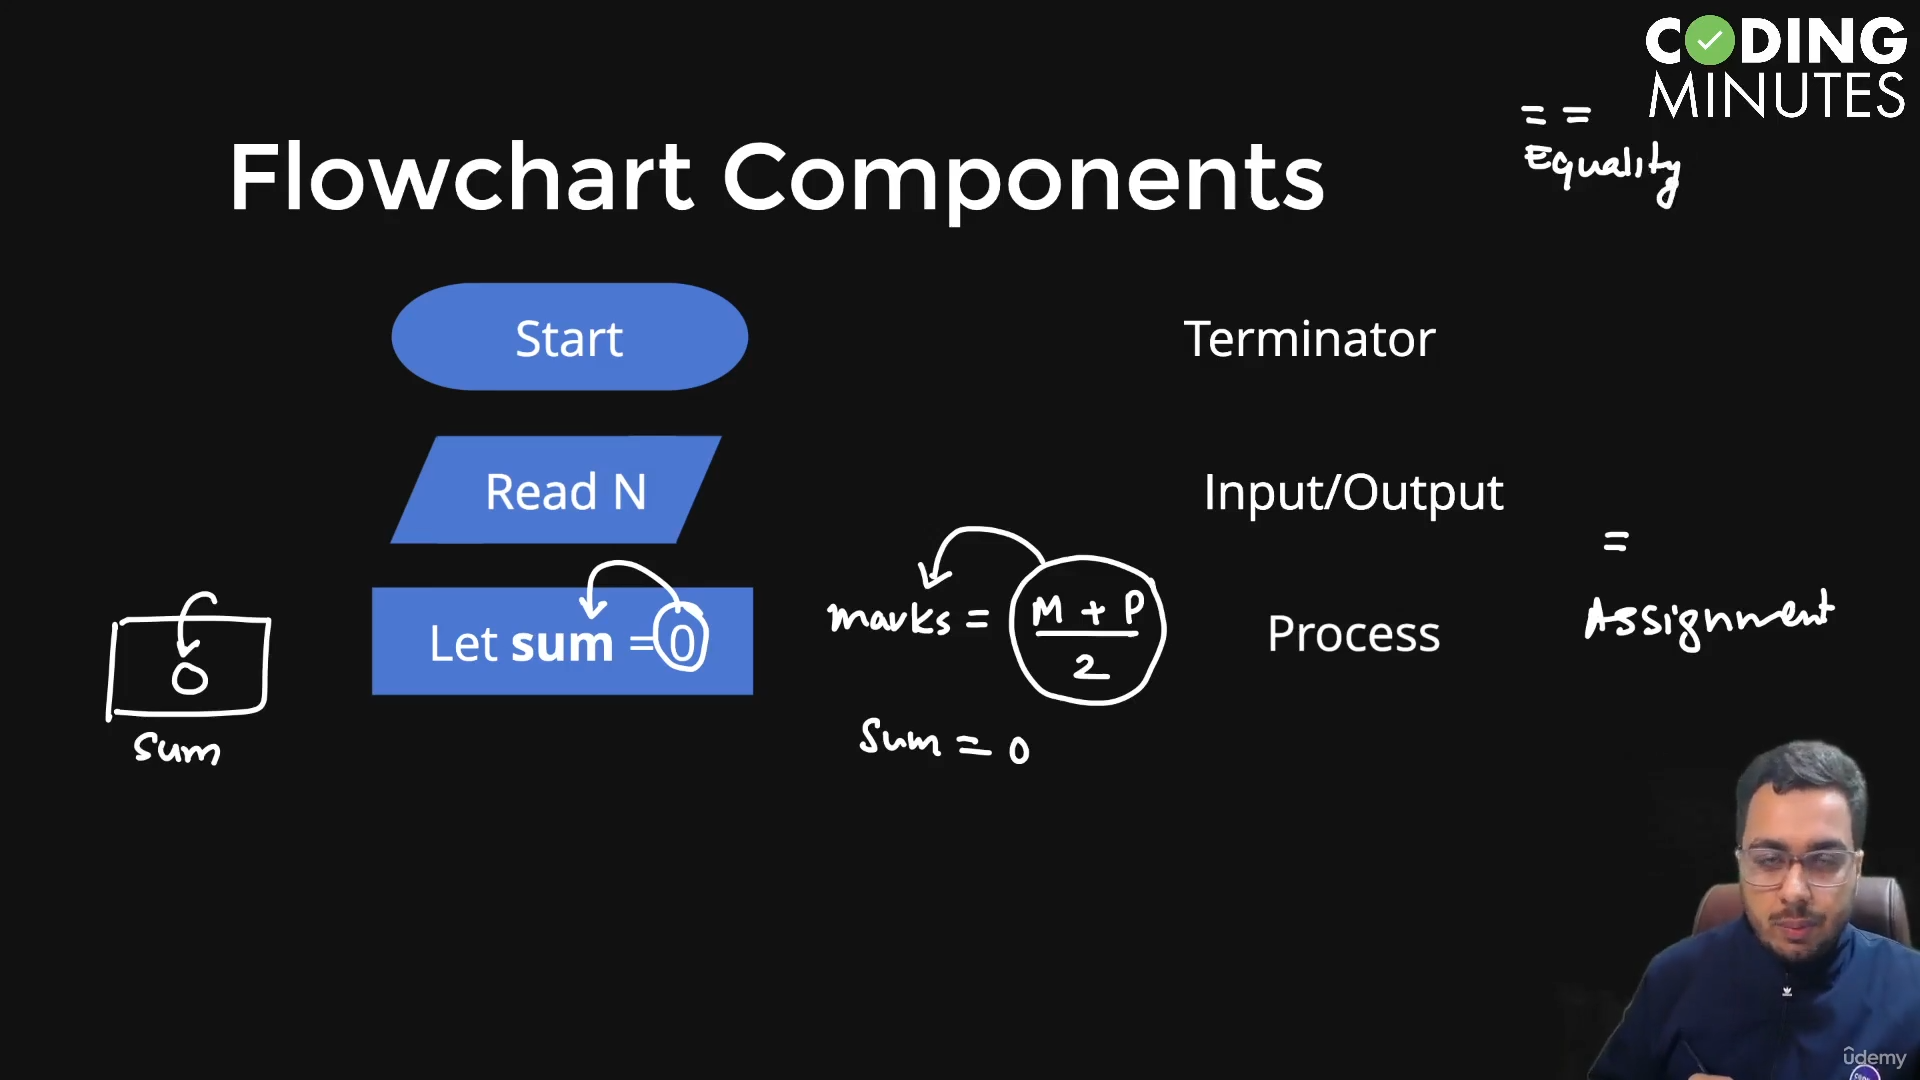 CODING
MINUTES
= =
Equality
Flowchart Components
Start
Terminator
Read N
Input/Output
=
Assignment
Let sum = 0
marks = M + P
2
Process
0
sum
Sum = 0
ûdemy